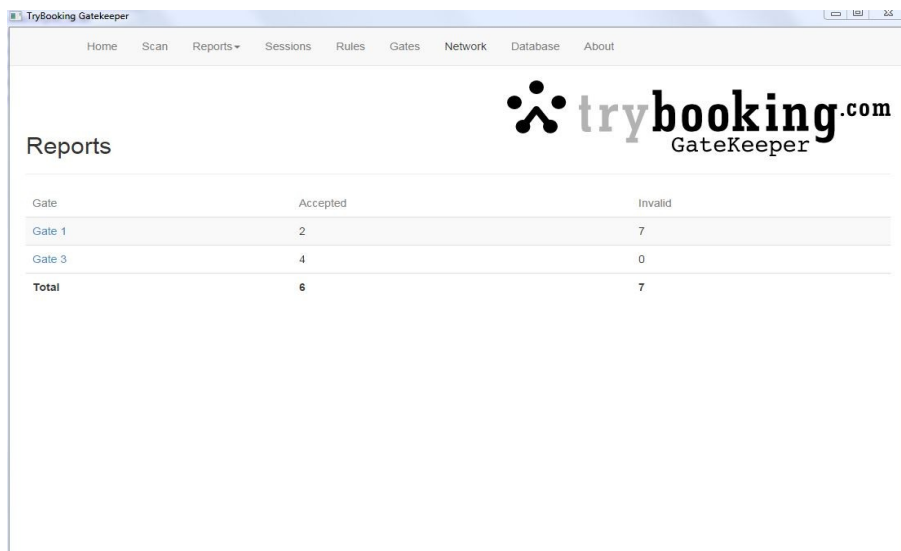 TryBooking Gatekeeper
Home Scan Reports Sessions Rules Gates Network Database About
trybooking.com
GateKeeper
Reports
Gate Accepted Invalid
Gate 1 2 7
Gate 3 4 0
Total 6 7